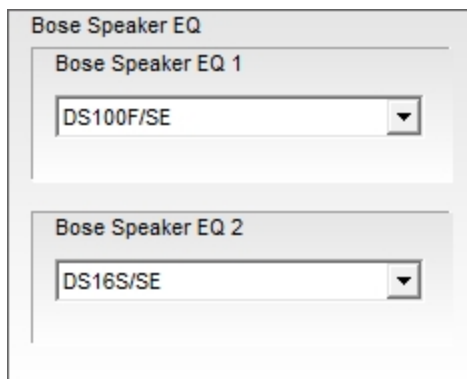 Bose Speaker EQ
Bose Speaker EQ 1
DS100F/SE
Bose Speaker EQ 2
DS16S/SE